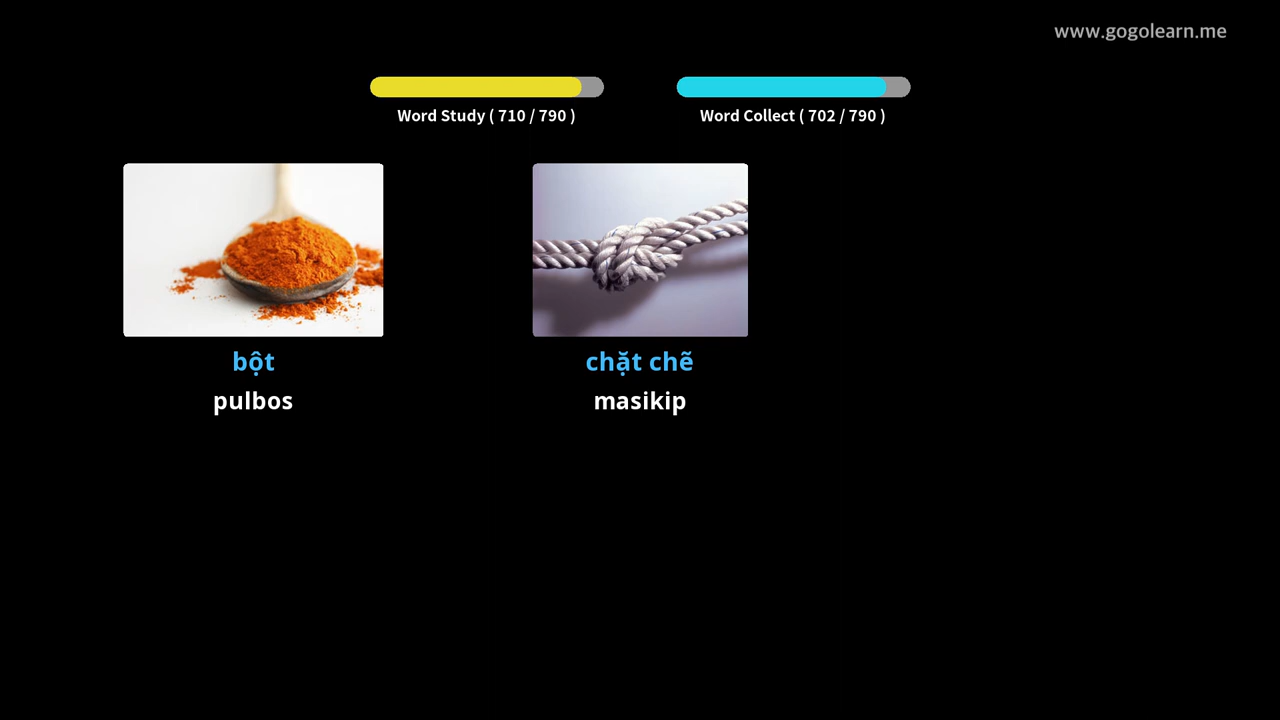 www.gogolearn.me
Word Study ( 710 / 790 )
Word Collect ( 702 / 790 )
bột
pulbos
chặt chẽ
masikip